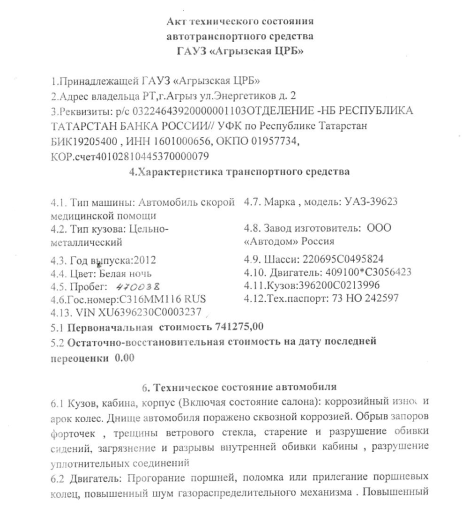 Акт технического состояния
автотранспортного средства
ГАУЗ «Агрызская ЦРБ»
1.Принадлежащей ГАУЗ «Агрызская ЦРБ»
2.Адрес владельца РТ,г.Агрыз ул.Энергетиков д. 2
3.Реквизиты: р/с 03224643920000001103ОТДЕЛЕНИЕ -НБ РЕСПУБЛИКА
ТАТАРСТАН БАНКА РОССИИ// УФК по Республике Татарстан
БИК19205400 , ИНН 1601000656, ОКПО 01957734,
КОР.счет40102810445370000079
4.Характеристика транспортного средства
4.1. Тип машины: Автомобиль скорой
медицинской помощи
4.7. Марка , модель: УАЗ-39623
4.2. Тип кузова: Цельно-
металлический
4.8. Завод изготовитель: ООО
«Автодом» Россия
4.3. Год выпуска:2012
4.9. Шасси: 220695С0495824
4.4. Цвет: Белая ночь
4.10. Двигатель: 409100*С3056423
4.5. Пробег: 470038
4.11.Кузов:396200С0213996
4.6.Гос.номер:С316ММ116 RUS
4.12.Тех.паспорт: 73 НО 242597
4.13. VIN XU6396230C0003237
5.1 Первоначальная стоимость 741275,00
5.2 Остаточно-восстановительная стоимость на дату последней
переоценки 0.00
6. Техническое состояние автомобиля
6.1 Кузов, кабина, корпус (Включая состояние салона): коррозийный износ и
арок колес. Днище автомобиля поражено сквозной коррозией. Обрыв запоров
форточек , трещины ветрового стекла, старение и разрушение обивки
сидений, загрязнение и разрывы внутренней обивки кабины , разрушение
уплотнительных соединений
6.2 Двигатель: Прогорание поршней, поломка или прилегание поршневых
колец, повышенный шум газораспределительного механизма . Повышенный